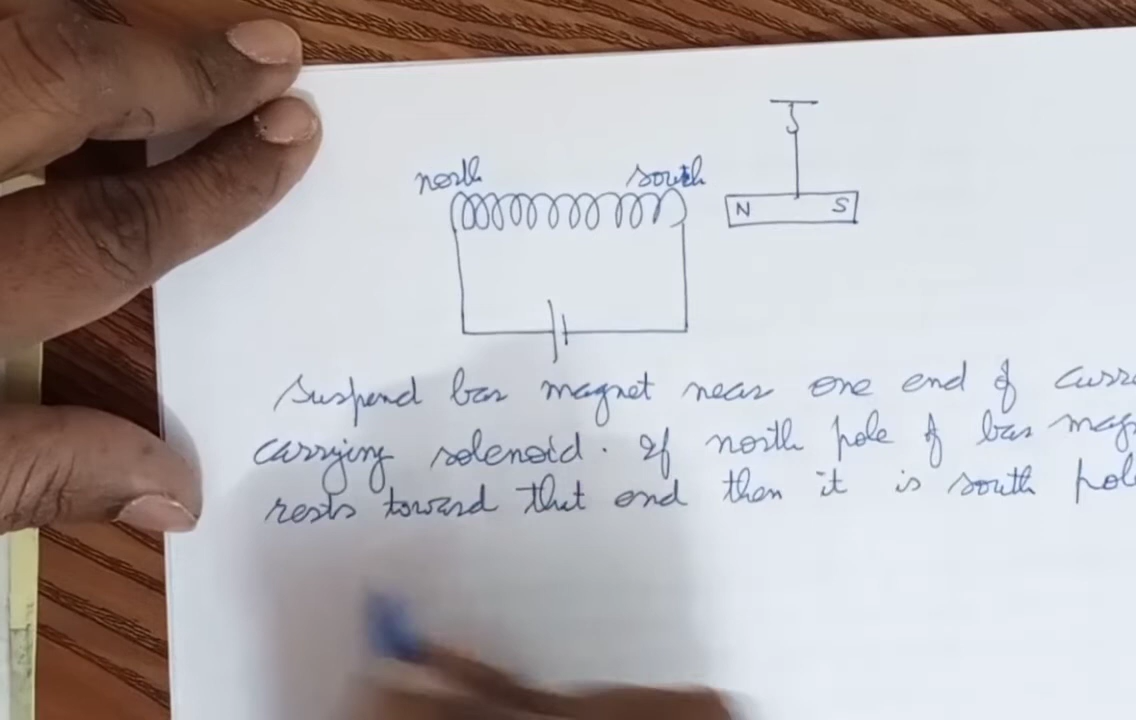 north south
N S
Suspend bar magnet near one end of
carrying solenoid. If north pole of bar
rests toward that end then it is south